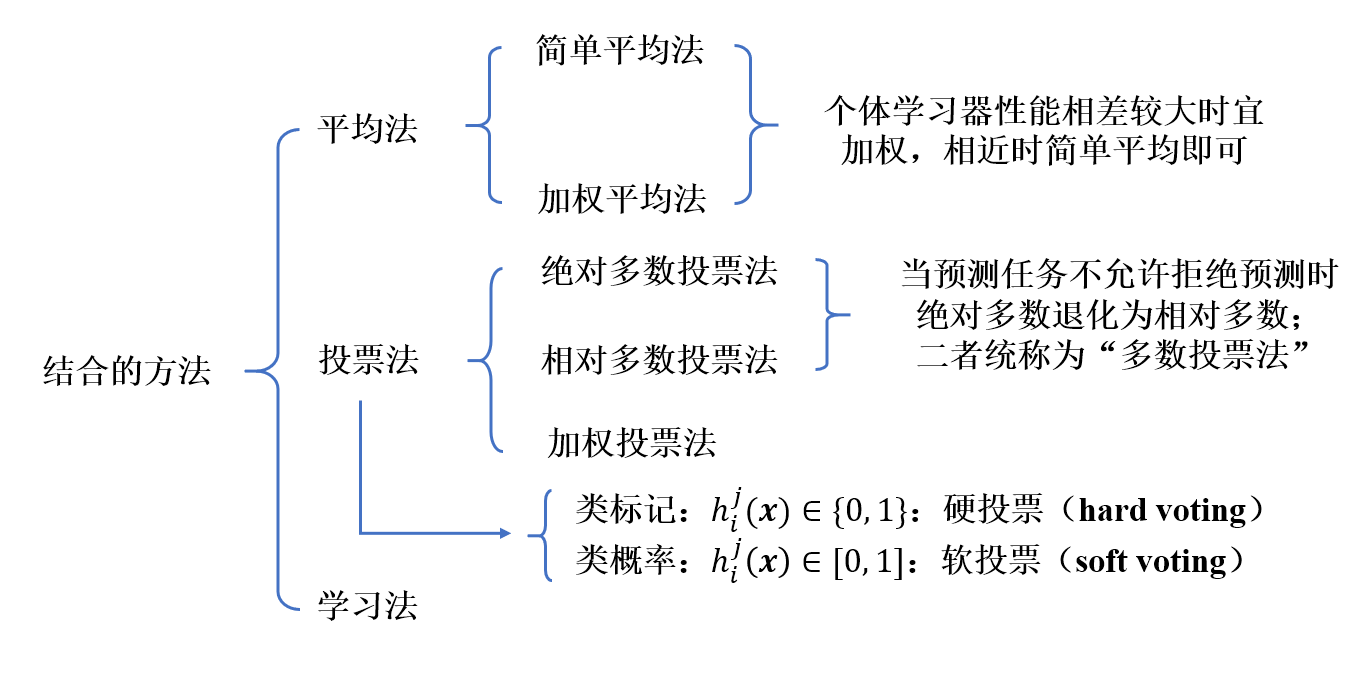 结合的方法
平均法
简单平均法
加权平均法
个体学习器性能相差较大时宜
加权，相近时简单平均即可
投票法
绝对多数投票法
相对多数投票法
当预测任务不允许拒绝预测时
绝对多数退化为相对多数；
二者统称为“多数投票法”
加权投票法
类标记：$h_i^j(\boldsymbol{x}) \in \{0, 1\}$：硬投票（hard voting）
类概率：$h_i^j(\boldsymbol{x}) \in [0, 1]$：软投票（soft voting）
学习法